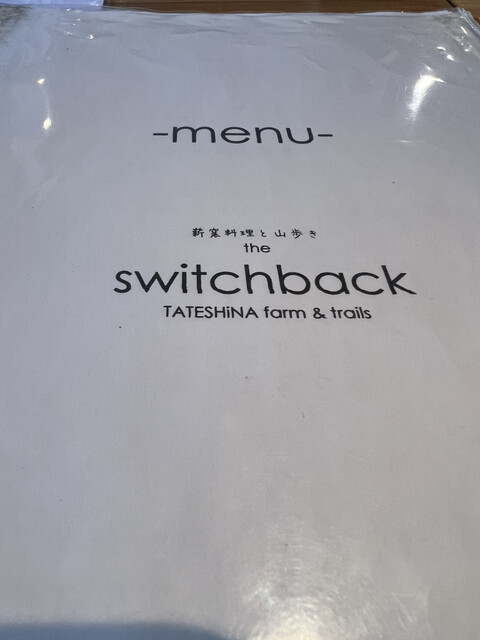 -menu-
薪窯料理と山歩き
the
switchback
TATESHiNA farm & trails